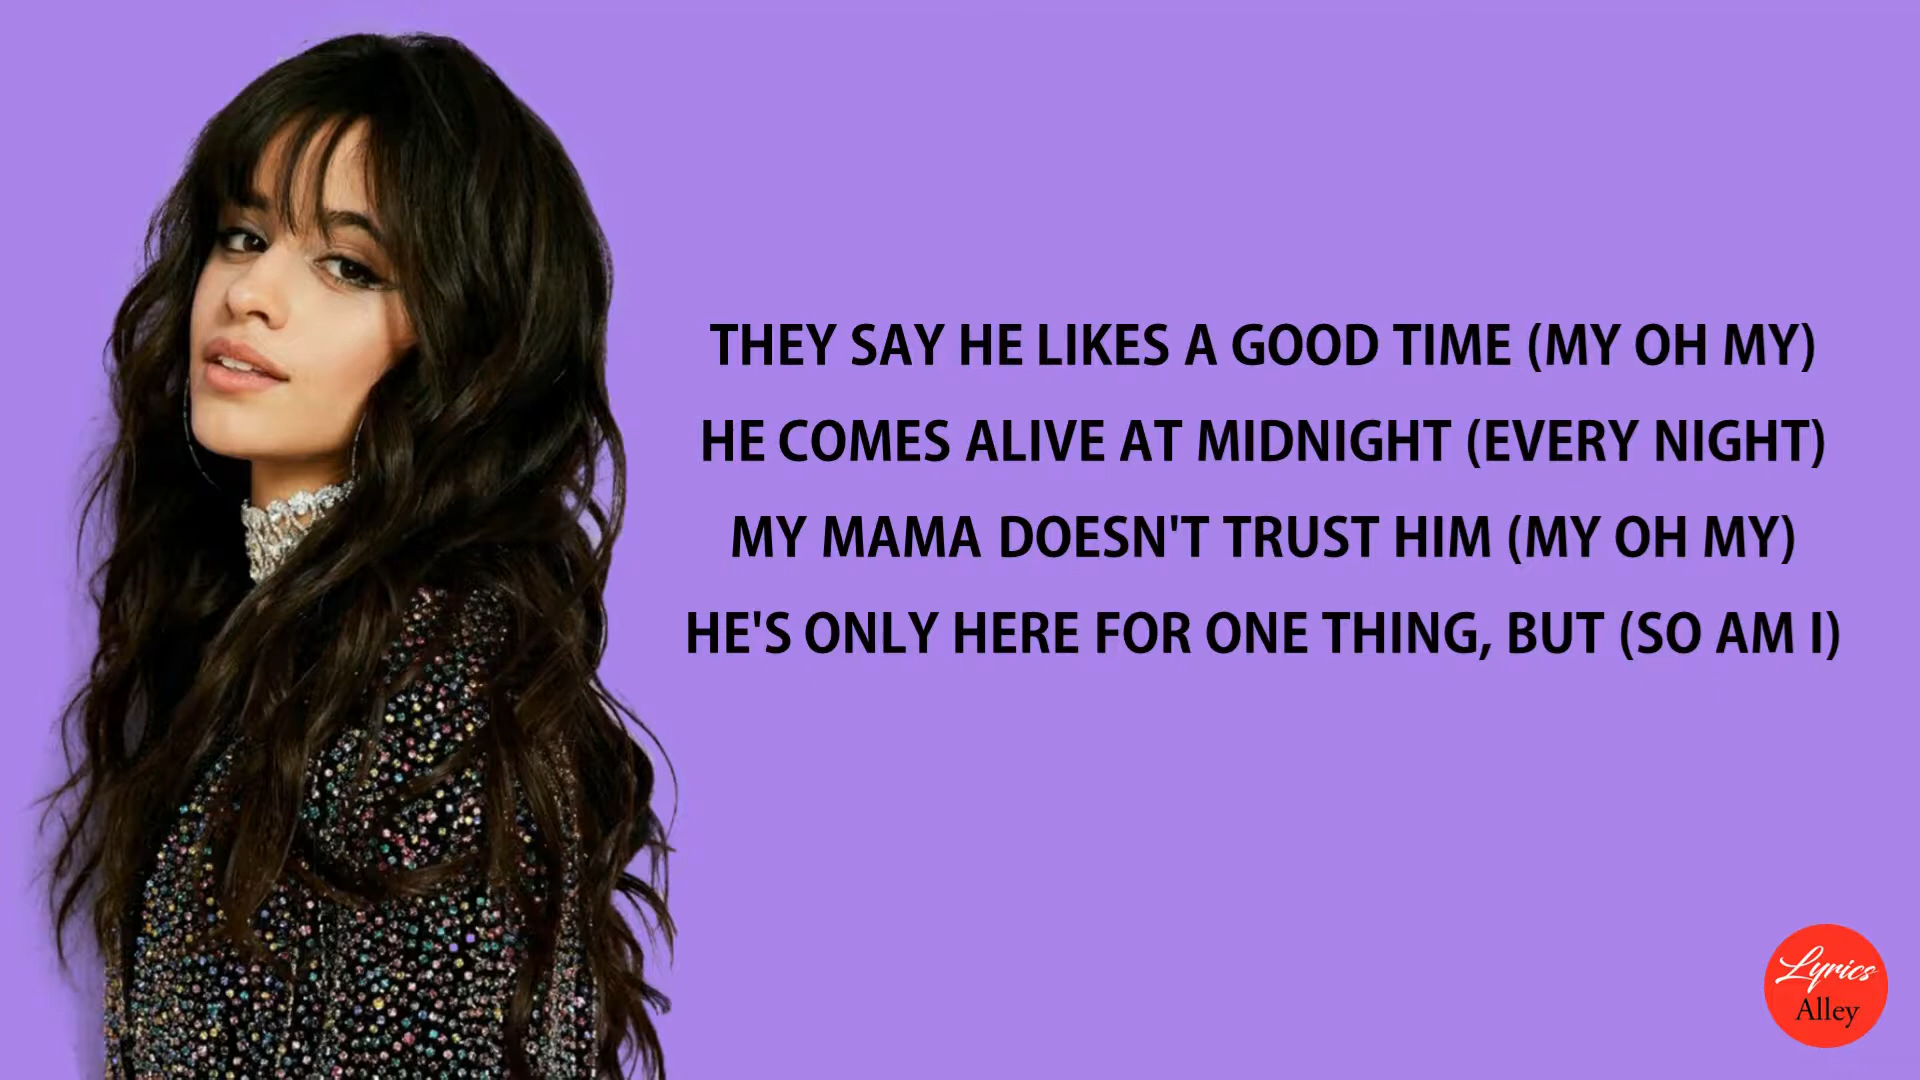 THEY SAY HE LIKES A GOOD TIME (MY OH MY)
HE COMES ALIVE AT MIDNIGHT (EVERY NIGHT)
MY MAMA DOESN'T TRUST HIM (MY OH MY)
HE'S ONLY HERE FOR ONE THING, BUT (SO AM I)
Lyrics
Alley